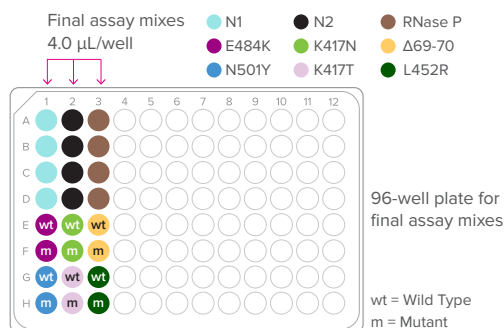 Final assay mixes
4.0 µL/well
N1
N2
RNase P
E484K
K417N
Δ69-70
N501Y
K417T
L452R
1 2 3 4 5 6 7 8 9 10 11 12
A
B
C
D
E wt wt wt
F m m m
G wt wt wt
H m m m
96-well plate for
final assay mixes
wt = Wild Type
m = Mutant